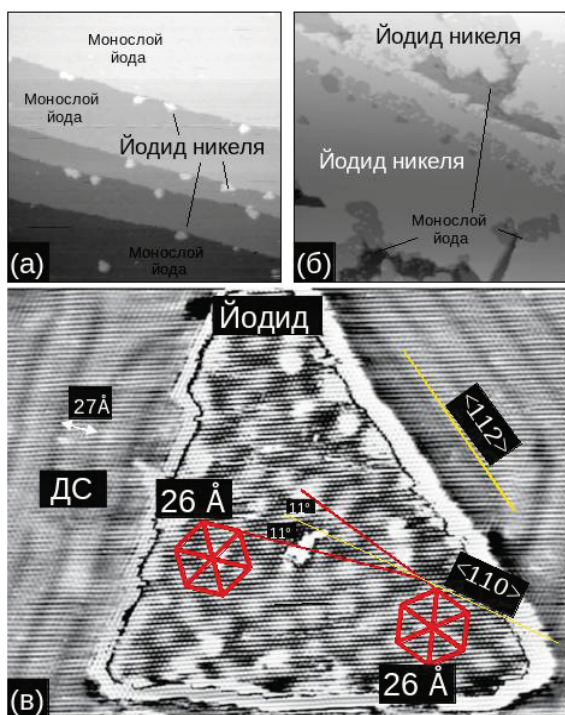 Монослой
йода
Монослой
йода
Йодид никеля
Монослой
йода
(а)
Йодид никеля
Йодид никеля
Монослой
йода
(б)
Йодид
27Å
<112>
ДС
26 Å
11°
11°
<110>
26 Å
(в)